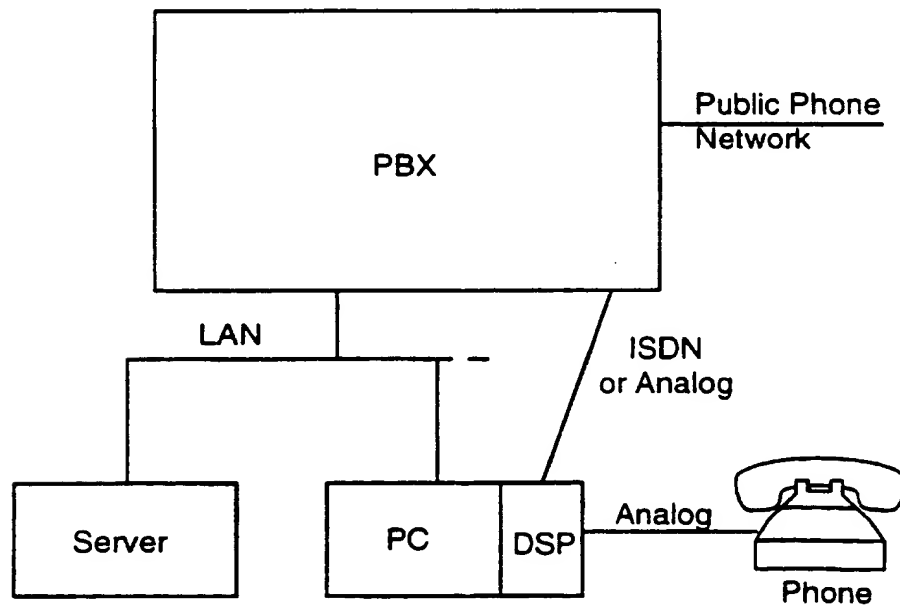 Public Phone
Network
PBX
LAN
ISDN
or Analog
Server
PC
DSP
Analog
Phone